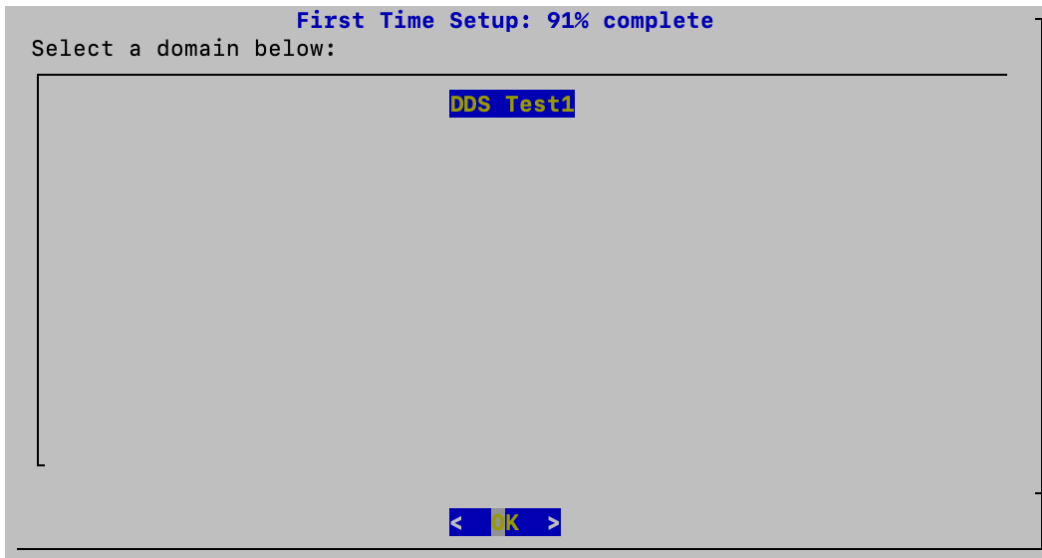 First Time Setup: 91% complete
Select a domain below:
DDS Test1
< OK >